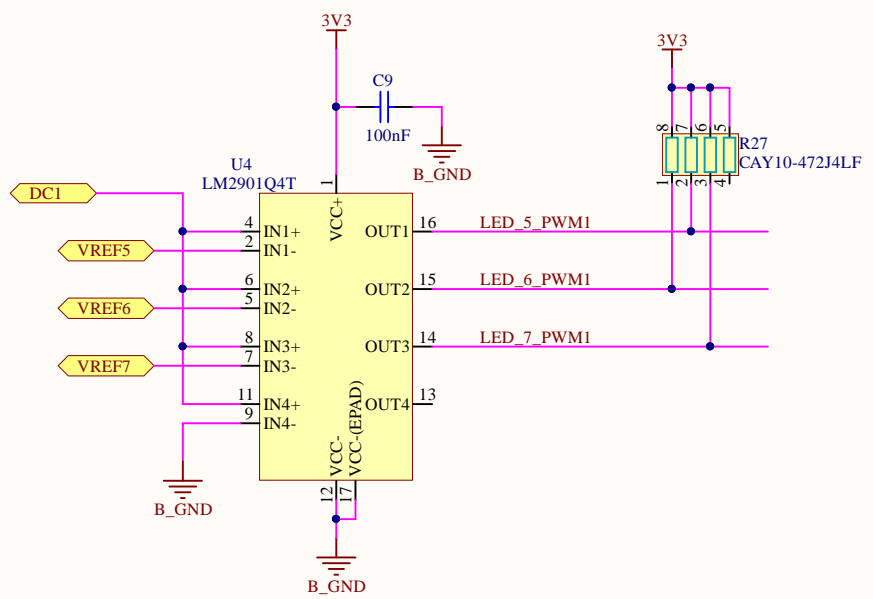 3V3
3V3
C9
100nF
B_GND
8 7 6 5
R27
CAY10-472J4LF
1 2 3 4
U4
LM2901Q4T
1
VCC+
DC1
4 IN1+ OUT1 16 LED_5_PWM1
VREF5 2 IN1-
6 IN2+ OUT2 15 LED_6_PWM1
VREF6 5 IN2-
8 IN3+ OUT3 14 LED_7_PWM1
VREF7 7 IN3-
11 IN4+ OUT4 13
9 IN4-
VCC-
VCC-(EPAD)
12 17
B_GND
B_GND